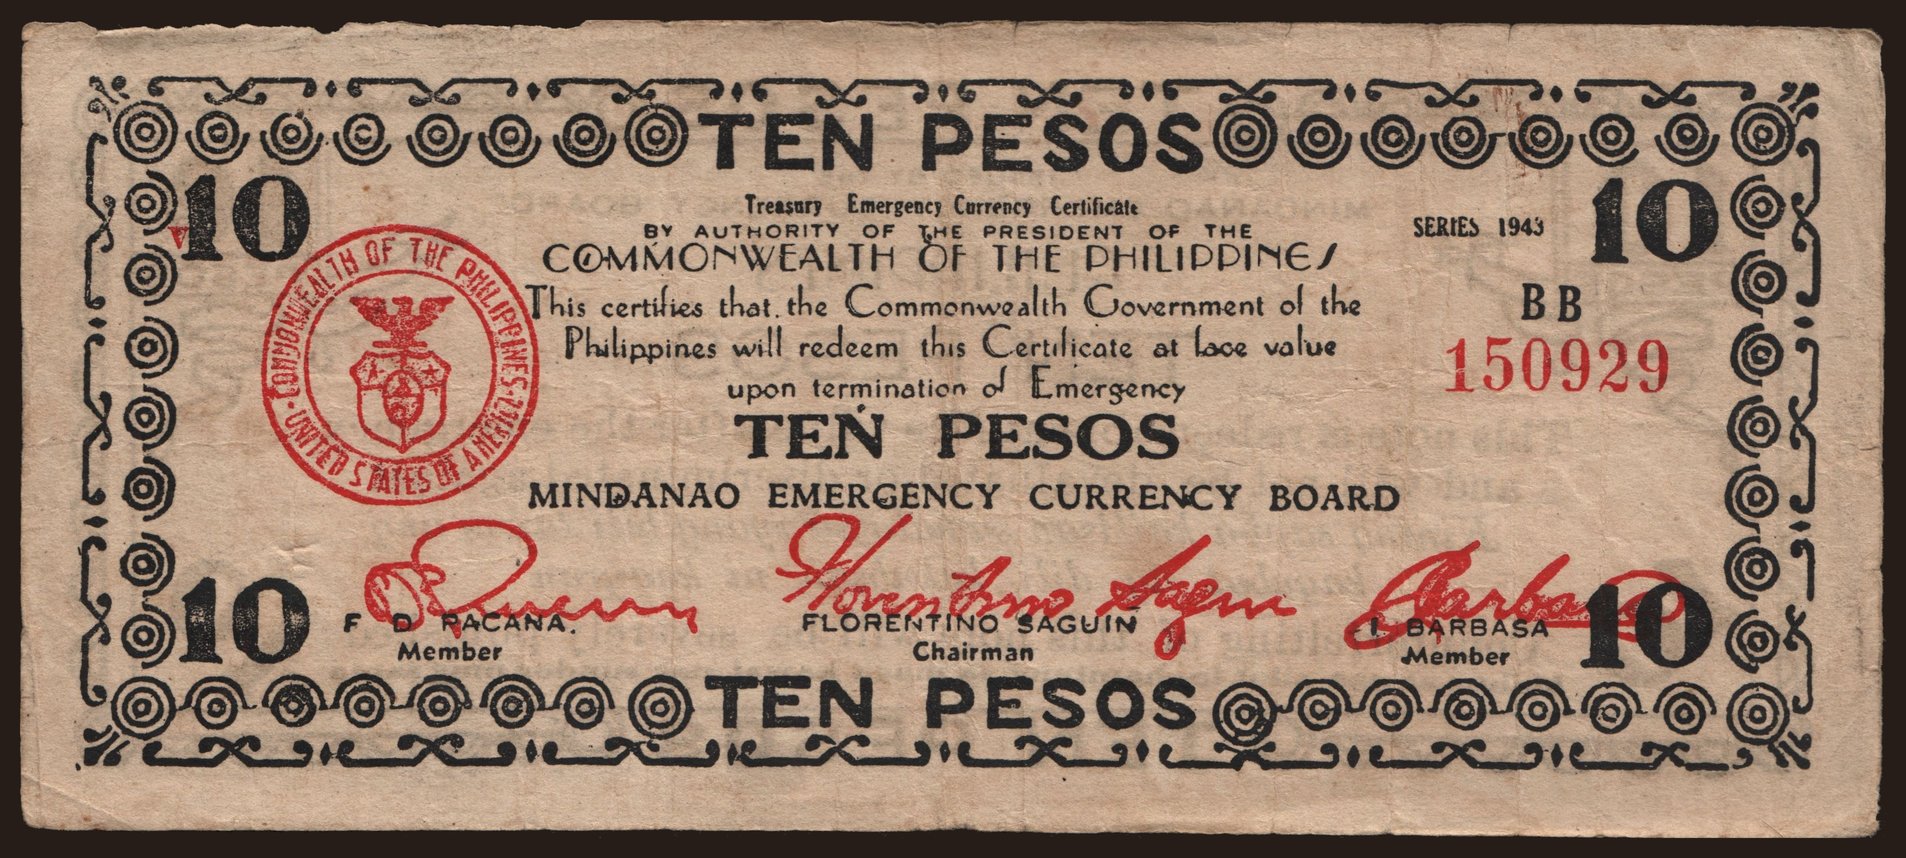 TEN PESOS
10 10
Treasury Emergency Currency Certificate
BY AUTHORITY OF THE PRESIDENT OF THE
SERIES 1943
COMMONWEALTH OF THE PHILIPPINES
COMMONWEALTH OF THE PHILIPPINES
UNITED STATES OF AMERICA
This certifies that the Commonwealth Government of the
BB
Philippines will redeem this Certificate at face value
150929
upon termination of Emergency
TEN PESOS
MINDANAO EMERGENCY CURRENCY BOARD
Florentino Saguin
10 10
F D PACANA. FLORENTINO SAGUIN I. BARBASA
Member Chairman Member
TEN PESOS